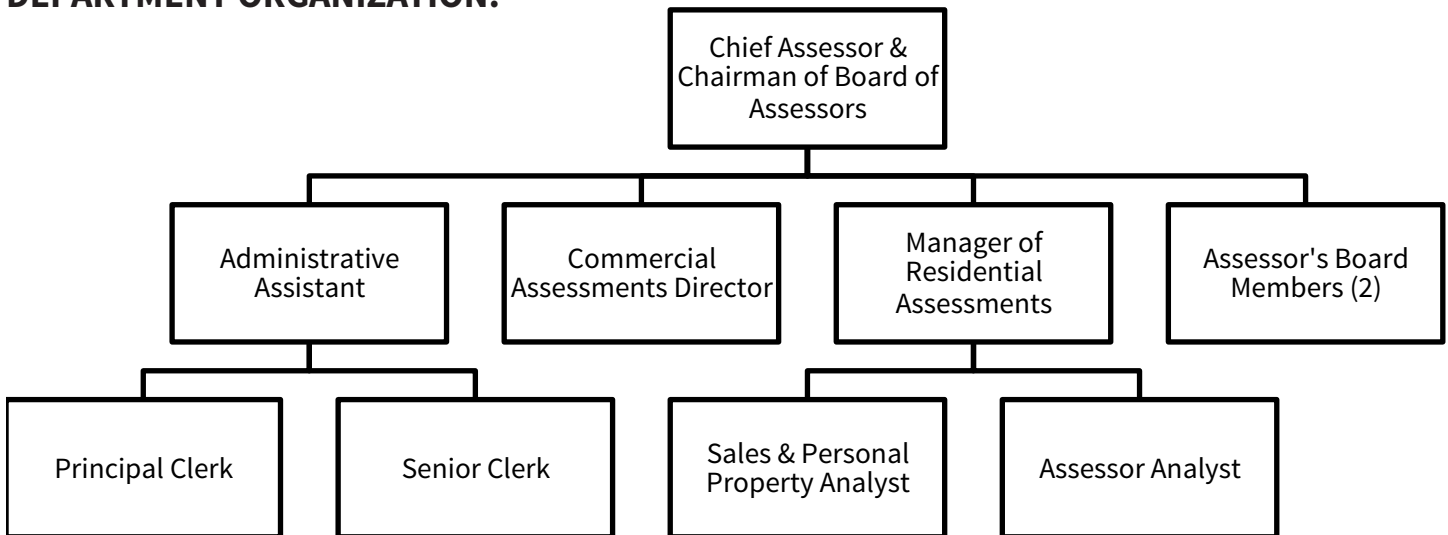 DEPARTMENT ORGANIZATION:
Chief Assessor &
Chairman of Board of
Assessors
Administrative
Assistant
Commercial
Assessments Director
Manager of
Residential
Assessments
Assessor's Board
Members (2)
Principal Clerk
Senior Clerk
Sales & Personal
Property Analyst
Assessor Analyst